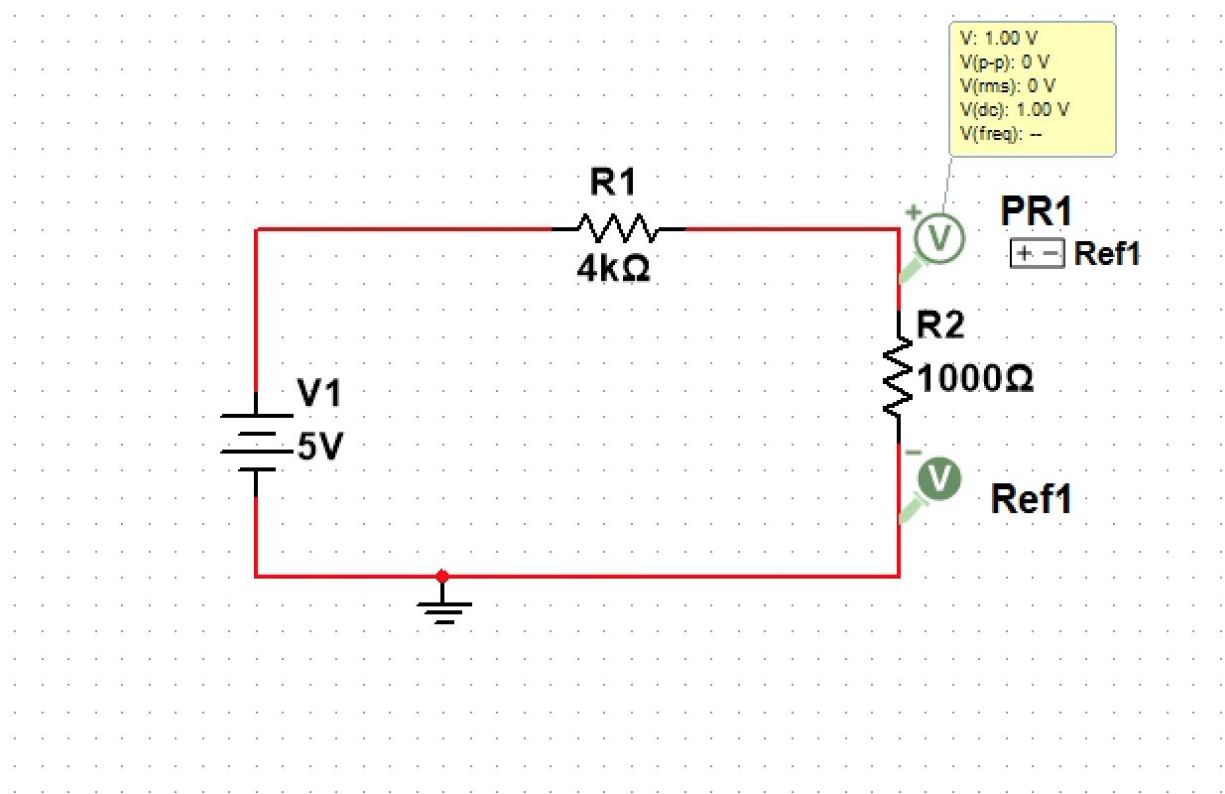 V: 1.00 V
V(p-p): 0 V
V(rms): 0 V
V(dc): 1.00 V
V(freq): --
R1
4kΩ
+
V
PR1
+ -
Ref1
R2
1000Ω
V1
5V
-
V
Ref1